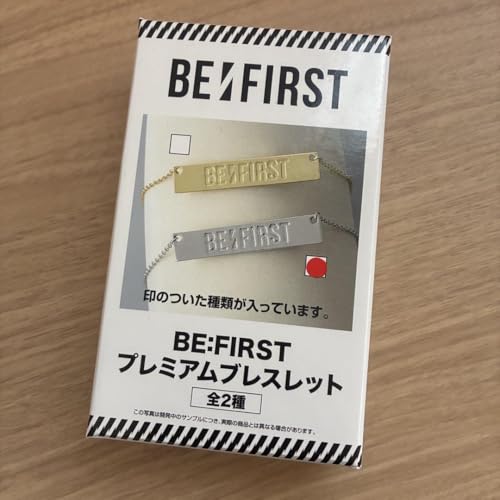 BE:FIRST
BE:FIRST
BE:FIRST
印のついた種類が入っています。
BE:FIRST
プレミアムブレスレット
全2種
この写真は開発中のサンプルにつき、実際の商品とは異なる場合があります。